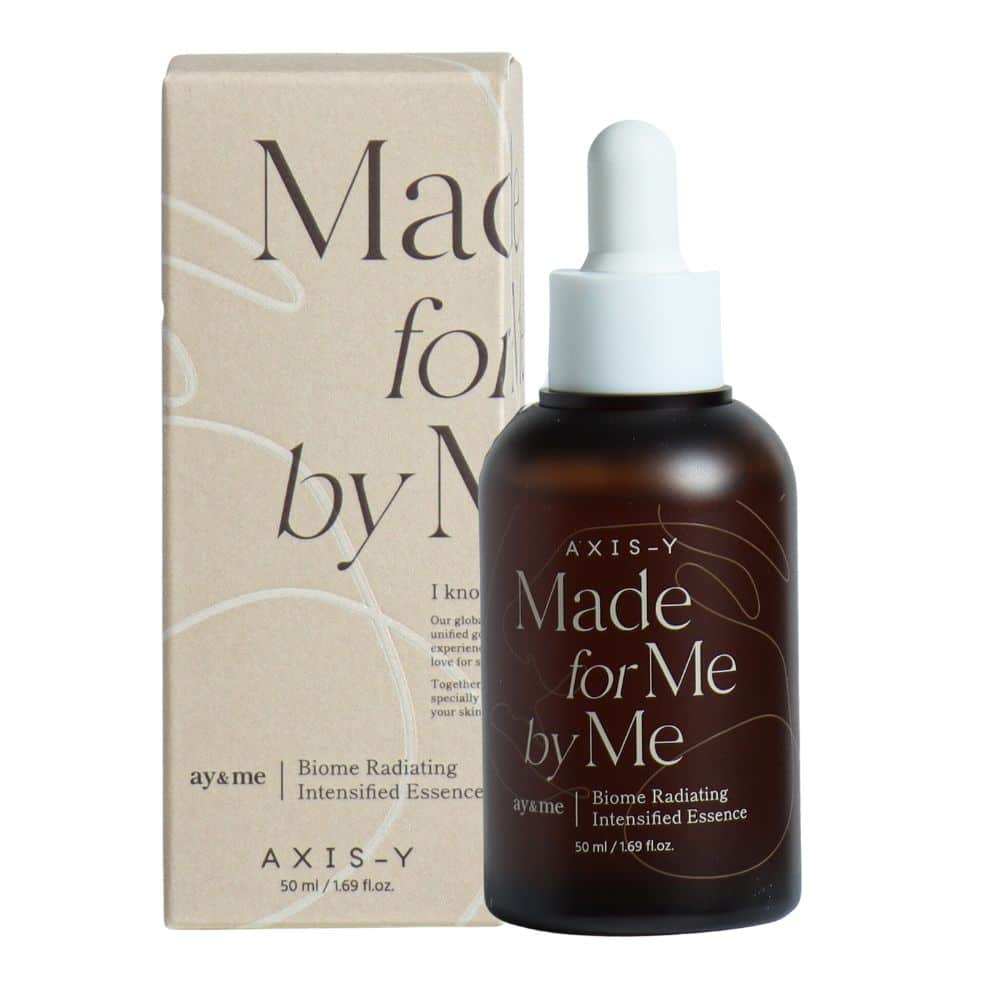 Mad
for
by M
I kno
Our globa
unified go
experienc
love for s
Together,
specially
your skin
ay&me | Biome Radiating
Intensified Essence
AXIS-Y
50 ml / 1.69 fl.oz.
AXIS-Y
Made
for Me
by Me
ay&me | Biome Radiating
Intensified Essence
50 ml / 1.69 fl.oz.